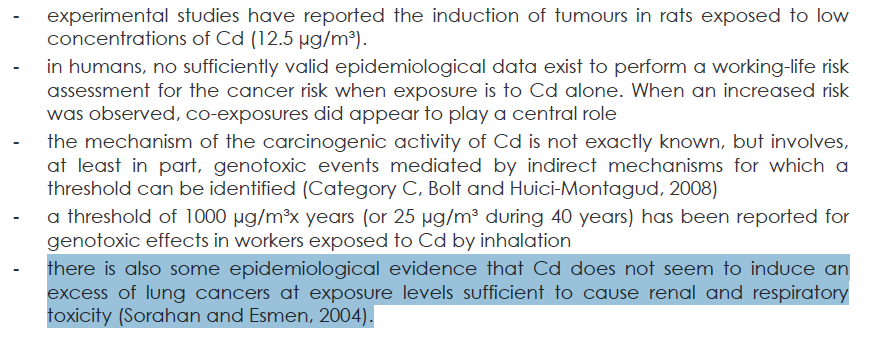 - experimental studies have reported the induction of tumours in rats exposed to low
concentrations of Cd (12.5 µg/m³).
- in humans, no sufficiently valid epidemiological data exist to perform a working-life risk
assessment for the cancer risk when exposure is to Cd alone. When an increased risk
was observed, co-exposures did appear to play a central role
- the mechanism of the carcinogenic activity of Cd is not exactly known, but involves,
at least in part, genotoxic events mediated by indirect mechanisms for which a
threshold can be identified (Category C, Bolt and Huici-Montagud, 2008)
- a threshold of 1000 µg/m³x years (or 25 µg/m³ during 40 years) has been reported for
genotoxic effects in workers exposed to Cd by inhalation
- there is also some epidemiological evidence that Cd does not seem to induce an
excess of lung cancers at exposure levels sufficient to cause renal and respiratory
toxicity (Sorahan and Esmen, 2004).